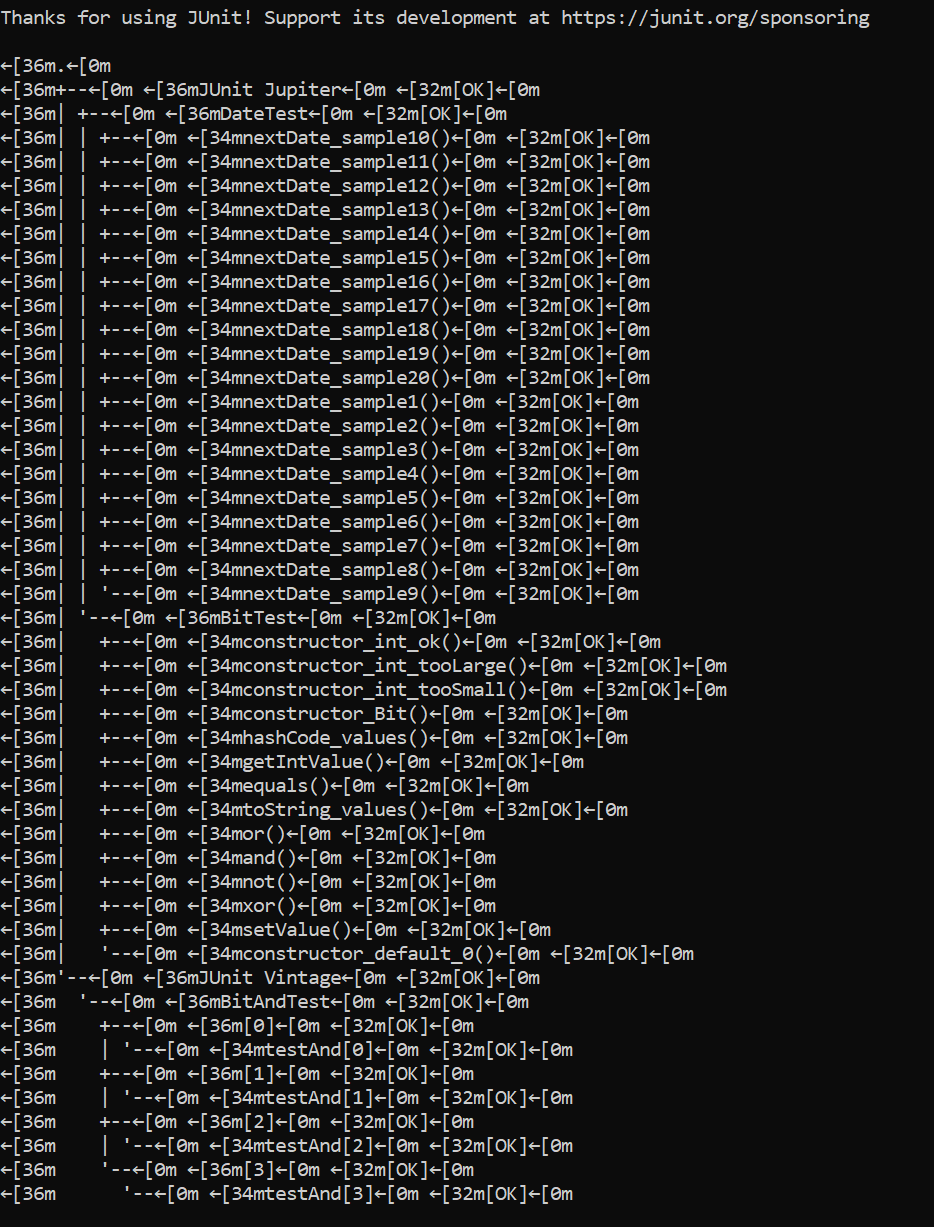 Thanks for using JUnit! Support its development at https://junit.org/sponsoring
←[36m.←[0m
←[36m+--←[0m ←[36mJUnit Jupiter←[0m ←[32m[OK]←[0m
←[36m| +--←[0m ←[36mDateTest←[0m ←[32m[OK]←[0m
←[36m| | +--←[0m ←[34mnextDate_sample10()←[0m ←[32m[OK]←[0m
←[36m| | +--←[0m ←[34mnextDate_sample11()←[0m ←[32m[OK]←[0m
←[36m| | +--←[0m ←[34mnextDate_sample12()←[0m ←[32m[OK]←[0m
←[36m| | +--←[0m ←[34mnextDate_sample13()←[0m ←[32m[OK]←[0m
←[36m| | +--←[0m ←[34mnextDate_sample14()←[0m ←[32m[OK]←[0m
←[36m| | +--←[0m ←[34mnextDate_sample15()←[0m ←[32m[OK]←[0m
←[36m| | +--←[0m ←[34mnextDate_sample16()←[0m ←[32m[OK]←[0m
←[36m| | +--←[0m ←[34mnextDate_sample17()←[0m ←[32m[OK]←[0m
←[36m| | +--←[0m ←[34mnextDate_sample18()←[0m ←[32m[OK]←[0m
←[36m| | +--←[0m ←[34mnextDate_sample19()←[0m ←[32m[OK]←[0m
←[36m| | +--←[0m ←[34mnextDate_sample20()←[0m ←[32m[OK]←[0m
←[36m| | +--←[0m ←[34mnextDate_sample1()←[0m ←[32m[OK]←[0m
←[36m| | +--←[0m ←[34mnextDate_sample2()←[0m ←[32m[OK]←[0m
←[36m| | +--←[0m ←[34mnextDate_sample3()←[0m ←[32m[OK]←[0m
←[36m| | +--←[0m ←[34mnextDate_sample4()←[0m ←[32m[OK]←[0m
←[36m| | +--←[0m ←[34mnextDate_sample5()←[0m ←[32m[OK]←[0m
←[36m| | +--←[0m ←[34mnextDate_sample6()←[0m ←[32m[OK]←[0m
←[36m| | +--←[0m ←[34mnextDate_sample7()←[0m ←[32m[OK]←[0m
←[36m| | +--←[0m ←[34mnextDate_sample8()←[0m ←[32m[OK]←[0m
←[36m| | '--←[0m ←[34mnextDate_sample9()←[0m ←[32m[OK]←[0m
←[36m| '--←[0m ←[36mBitTest←[0m ←[32m[OK]←[0m
←[36m|   +--←[0m ←[34mconstructor_int_ok()←[0m ←[32m[OK]←[0m
←[36m|   +--←[0m ←[34mconstructor_int_tooLarge()←[0m ←[32m[OK]←[0m
←[36m|   +--←[0m ←[34mconstructor_int_tooSmall()←[0m ←[32m[OK]←[0m
←[36m|   +--←[0m ←[34mconstructor_Bit()←[0m ←[32m[OK]←[0m
←[36m|   +--←[0m ←[34mhashCode_values()←[0m ←[32m[OK]←[0m
←[36m|   +--←[0m ←[34mgetIntValue()←[0m ←[32m[OK]←[0m
←[36m|   +--←[0m ←[34mequals()←[0m ←[32m[OK]←[0m
←[36m|   +--←[0m ←[34mtoString_values()←[0m ←[32m[OK]←[0m
←[36m|   +--←[0m ←[34mor()←[0m ←[32m[OK]←[0m
←[36m|   +--←[0m ←[34mand()←[0m ←[32m[OK]←[0m
←[36m|   +--←[0m ←[34mnot()←[0m ←[32m[OK]←[0m
←[36m|   +--←[0m ←[34mxor()←[0m ←[32m[OK]←[0m
←[36m|   +--←[0m ←[34msetValue()←[0m ←[32m[OK]←[0m
←[36m|   '--←[0m ←[34mconstructor_default_0()←[0m ←[32m[OK]←[0m
←[36m'--←[0m ←[36mJUnit Vintage←[0m ←[32m[OK]←[0m
←[36m  '--←[0m ←[36mBitAndTest←[0m ←[32m[OK]←[0m
←[36m    +--←[0m ←[36m[0]←[0m ←[32m[OK]←[0m
←[36m    | '--←[0m ←[34mtestAnd[0]←[0m ←[32m[OK]←[0m
←[36m    +--←[0m ←[36m[1]←[0m ←[32m[OK]←[0m
←[36m    | '--←[0m ←[34mtestAnd[1]←[0m ←[32m[OK]←[0m
←[36m    +--←[0m ←[36m[2]←[0m ←[32m[OK]←[0m
←[36m    | '--←[0m ←[34mtestAnd[2]←[0m ←[32m[OK]←[0m
←[36m    '--←[0m ←[36m[3]←[0m ←[32m[OK]←[0m
←[36m      '--←[0m ←[34mtestAnd[3]←[0m ←[32m[OK]←[0m